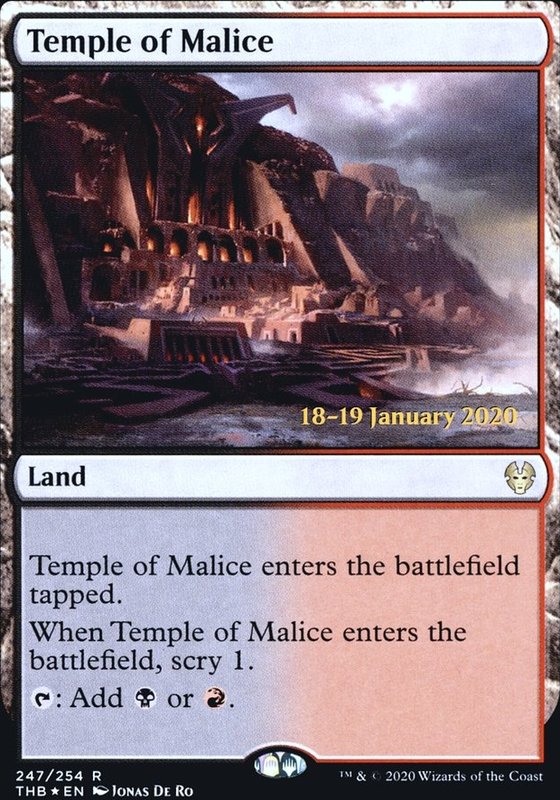 Temple of Malice
18–19 January 2020
Land
Temple of Malice enters the battlefield
tapped.
When Temple of Malice enters the
battlefield, scry 1.
: Add or .
247/254 R
THB ★ EN Jonas De Ro
™ & © 2020 Wizards of the Coast